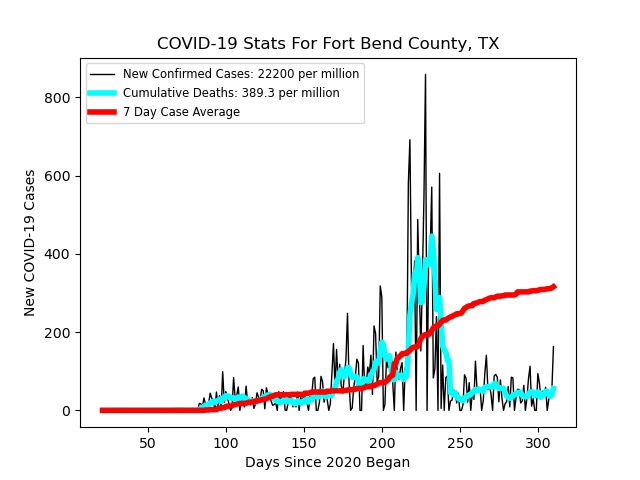 COVID-19 Stats For Fort Bend County, TX
New Confirmed Cases: 22200 per million
Cumulative Deaths: 389.3 per million
7 Day Case Average
New COVID-19 Cases
800
600
400
200
0
50 100 150 200 250 300
Days Since 2020 Began